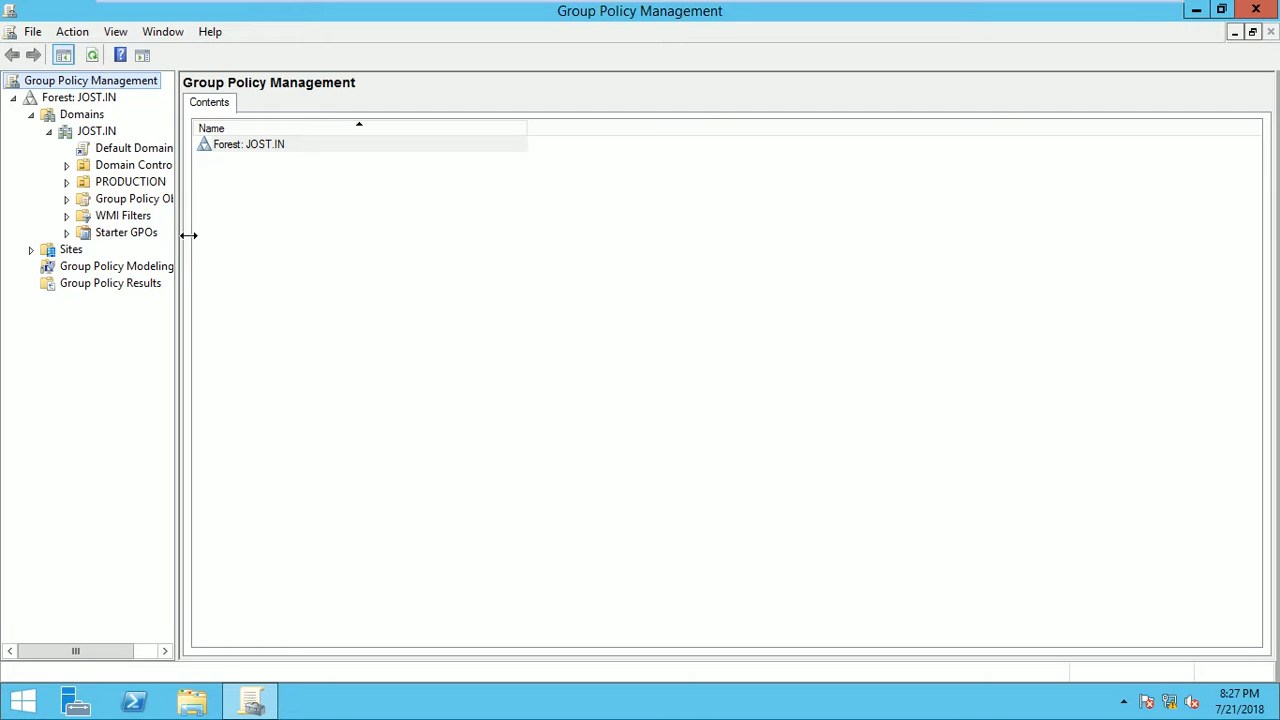 Group Policy Management
File Action View Window Help
Group Policy Management
Forest: JOST.IN
Domains
JOST.IN
Default Domain
Domain Contro
PRODUCTION
Group Policy Ob
WMI Filters
Starter GPOs
Sites
Group Policy Modeling
Group Policy Results
Group Policy Management
Contents
Name
Forest: JOST.IN
8:27 PM
7/21/2018